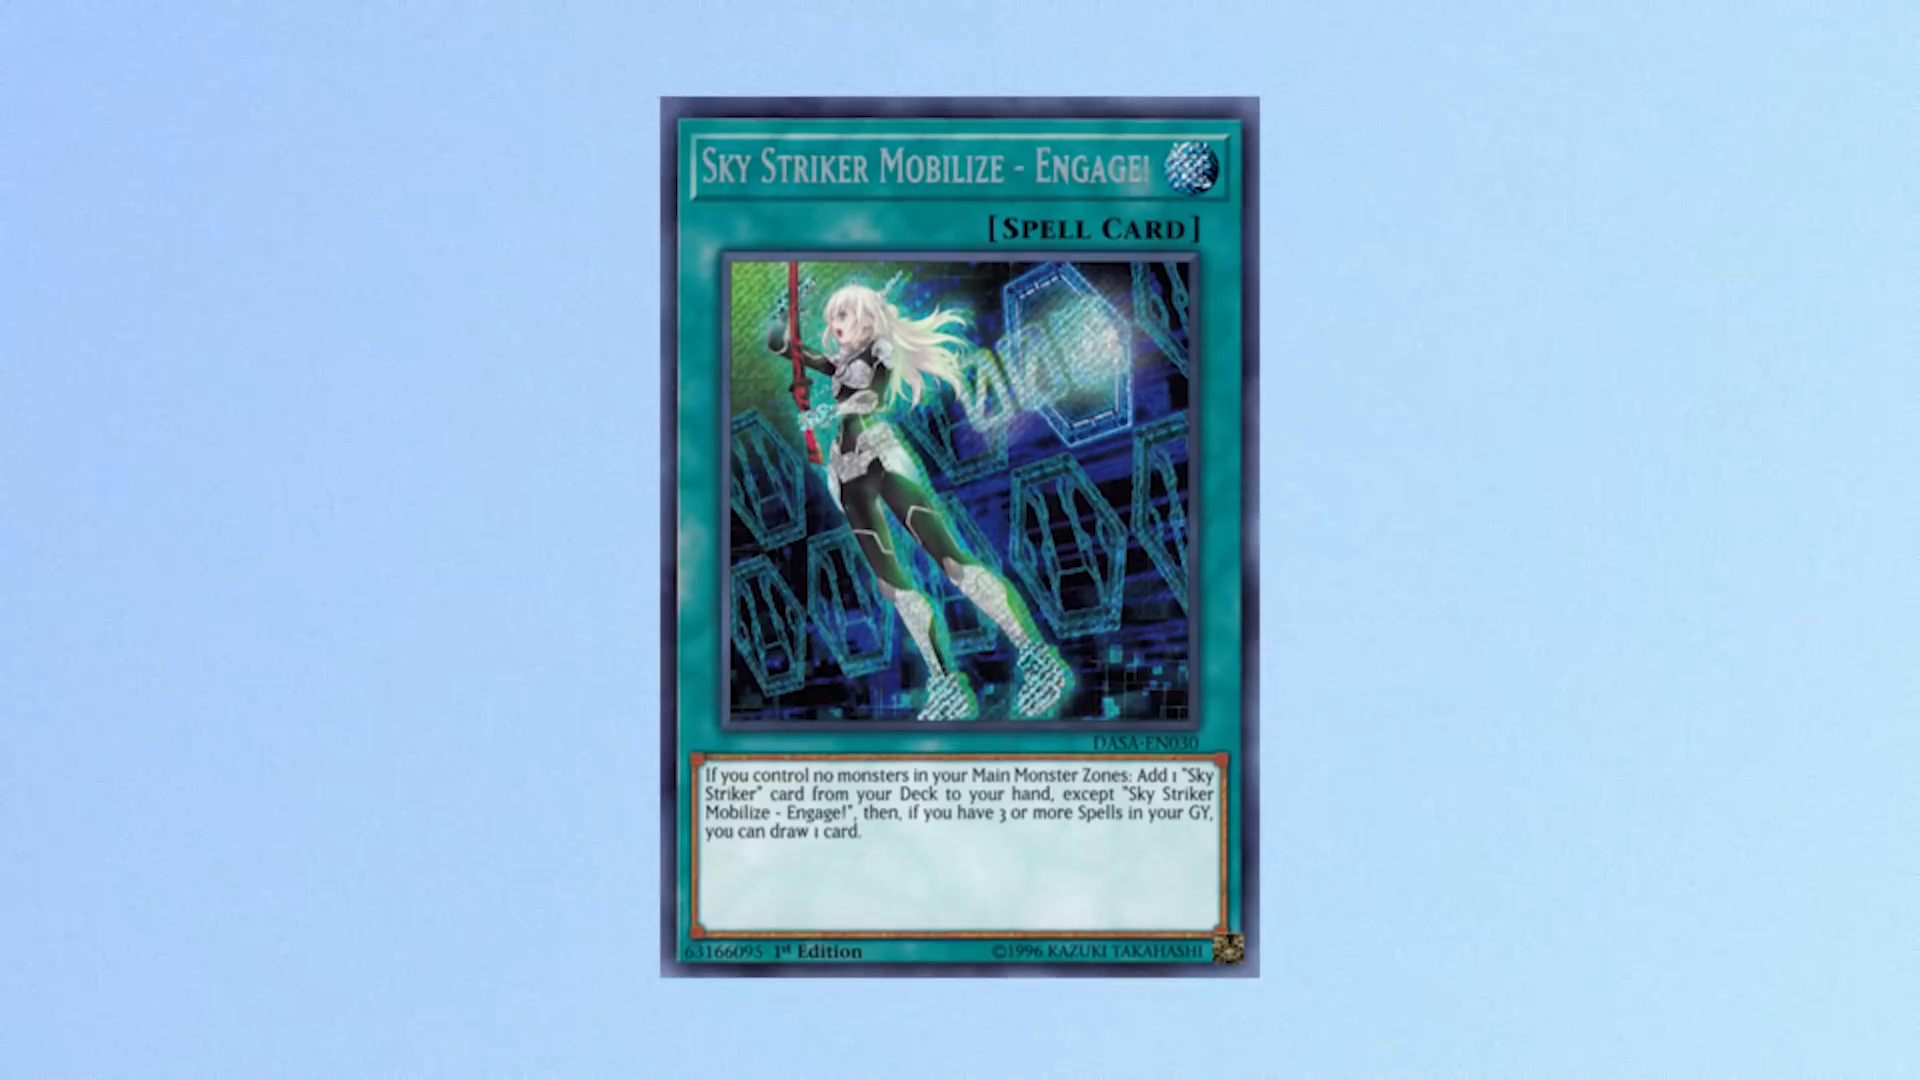 SKY STRIKER MOBILIZE - ENGAGE!
[SPELL CARD]
DASA-EN030
If you control no monsters in your Main Monster Zones: Add 1 "Sky
Striker" card from your Deck to your hand, except "Sky Striker
Mobilize - Engage!", then, if you have 3 or more Spells in your GY,
you can draw 1 card.
63166095 1st Edition ©1996 KAZUKI TAKAHASHI